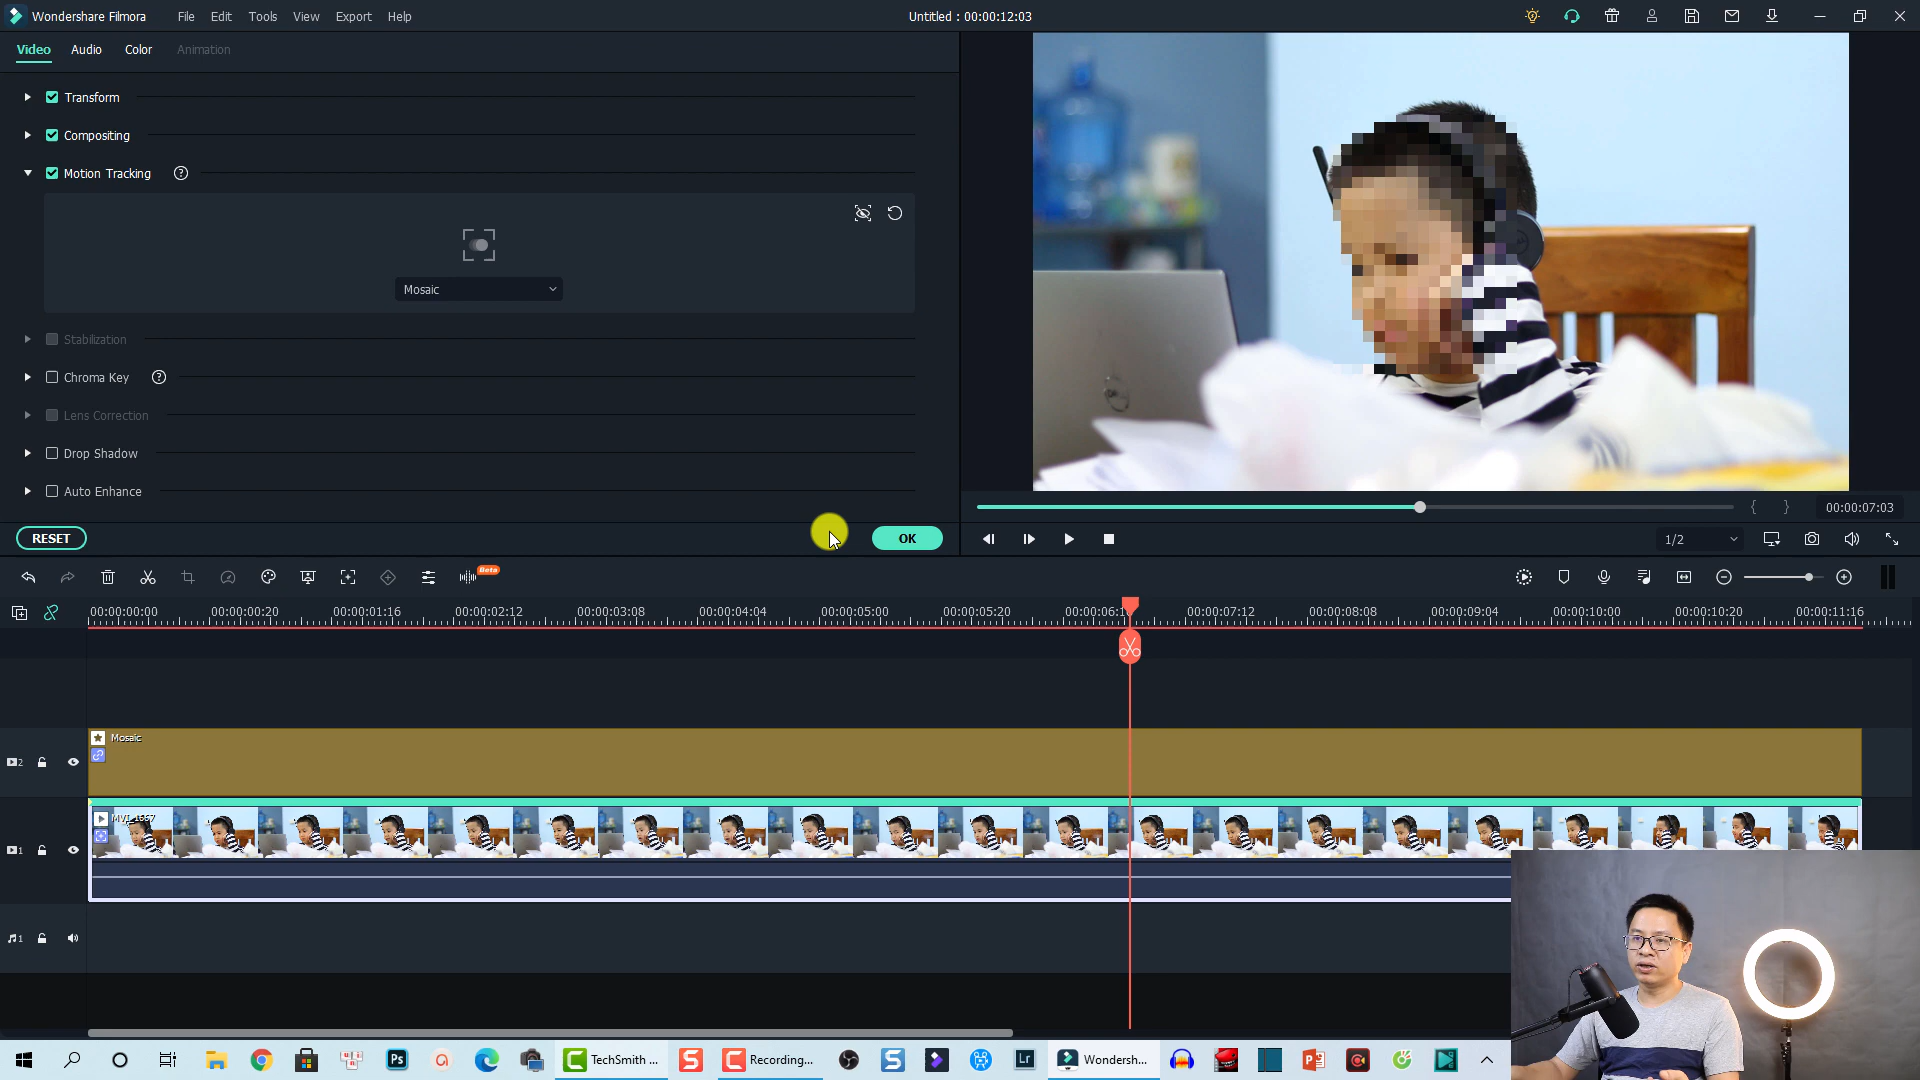 Wondershare Filmora File Edit Tools View Export Help Untitled : 00:00:12:03
Video Audio Color Animation
Transform
Compositing
Motion Tracking
Mosaic
Stabilization
Chroma Key
Lens Correction
Drop Shadow
Auto Enhance
RESET OK
00:00:07:03
1/2
Beta
00:00:00:00 00:00:00:20 00:00:01:16 00:00:02:12 00:00:03:08 00:00:04:04 00:00:05:00 00:00:05:20 00:00:07:12 00:00:08:08 00:00:09:04 00:00:10:00 00:00:10:20 00:00:11:16
Mosaic
2
1
1
Ps TechSmith ... Recording... Lr Wondersh...